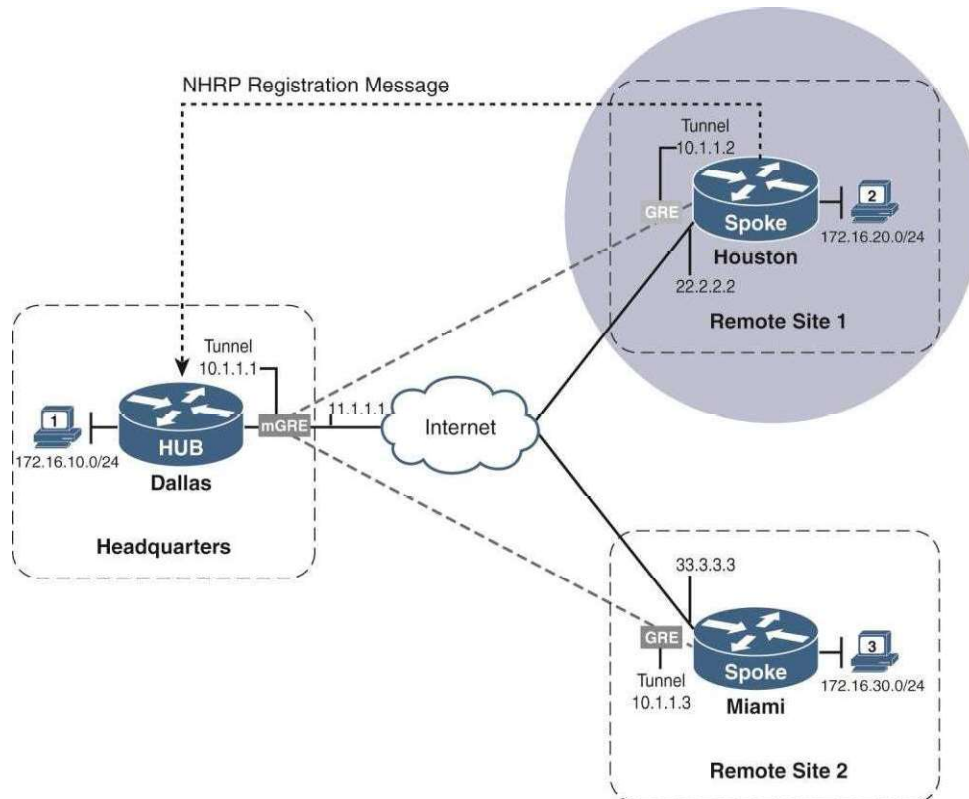 NHRP Registration Message
Tunnel
10.1.1.2
GRE
Spoke
2
172.16.20.0/24
Houston
22.2.2.2
Remote Site 1
Tunnel
10.1.1.1
1
HUB
mGRE
11.1.1.1
Internet
172.16.10.0/24
Dallas
Headquarters
33.3.3.3
GRE
Spoke
3
Tunnel
10.1.1.3
172.16.30.0/24
Miami
Remote Site 2